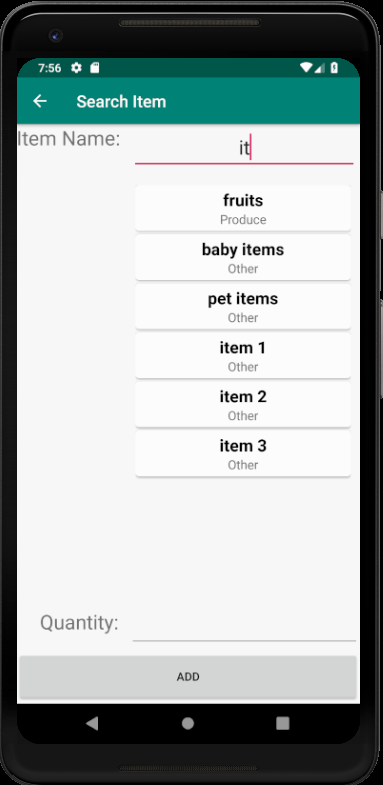 7:56
Search Item
Item Name: it
fruits
Produce
baby items
Other
pet items
Other
item 1
Other
item 2
Other
item 3
Other
Quantity:
ADD